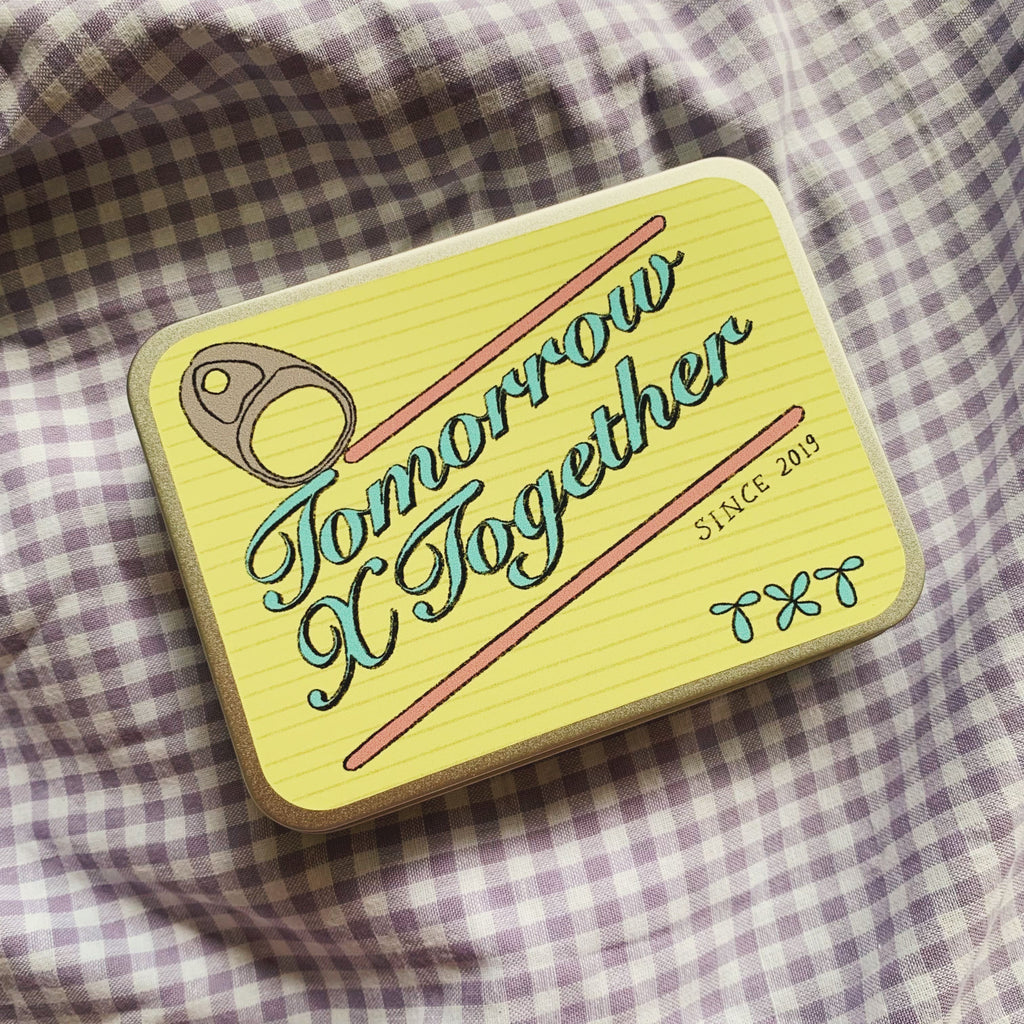 Tomorrow
X Together
SINCE 2019
TXT